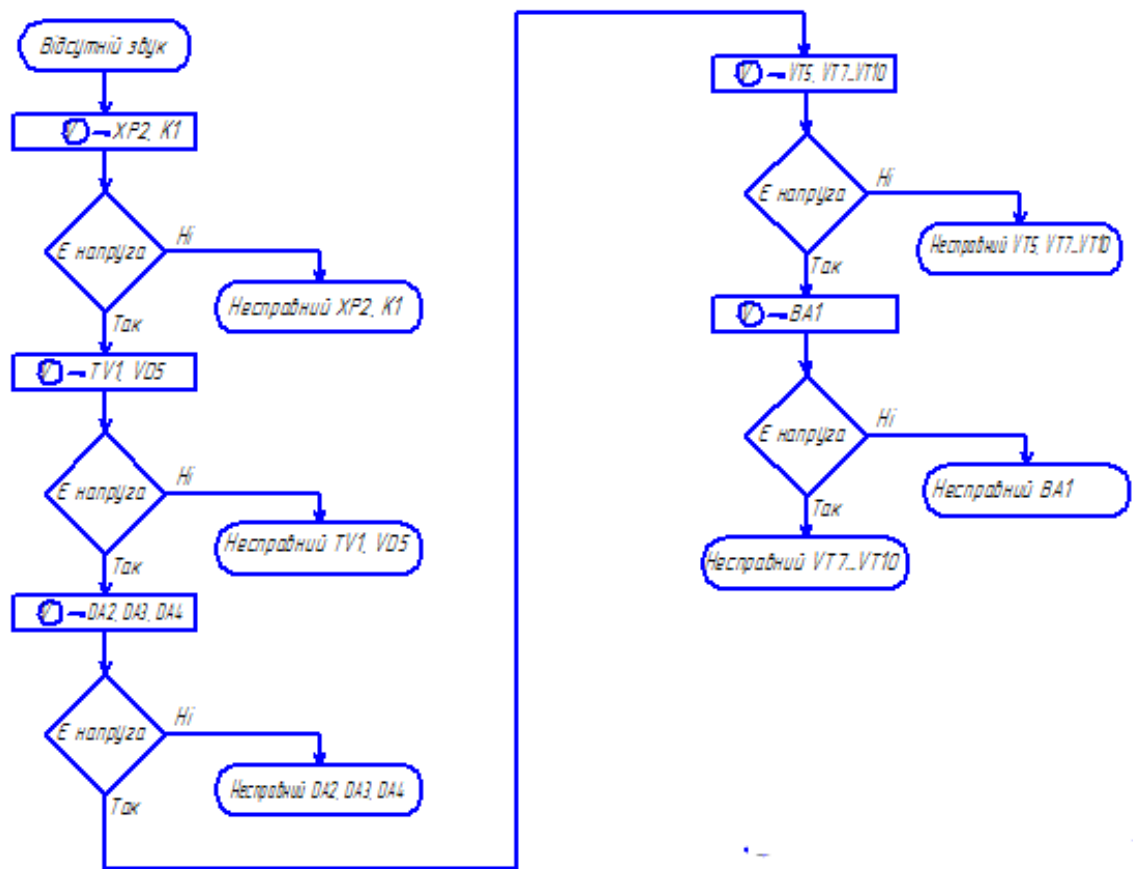 Відсутній звук
V → XP2, K1
Е напруга
Ні
Несправний XP2, K1
Так
V → TV1, VD5
Е напруга
Ні
Несправний TV1, VD5
Так
V → DA2, DA3, DA4
Е напруга
Ні
Несправний DA2, DA3, DA4
Так
V → VT5, VT7...VT10
Е напруга
Ні
Несправний VT5, VT7...VT10
Так
V → BA1
Е напруга
Ні
Несправний BA1
Так
Несправний VT7...VT10